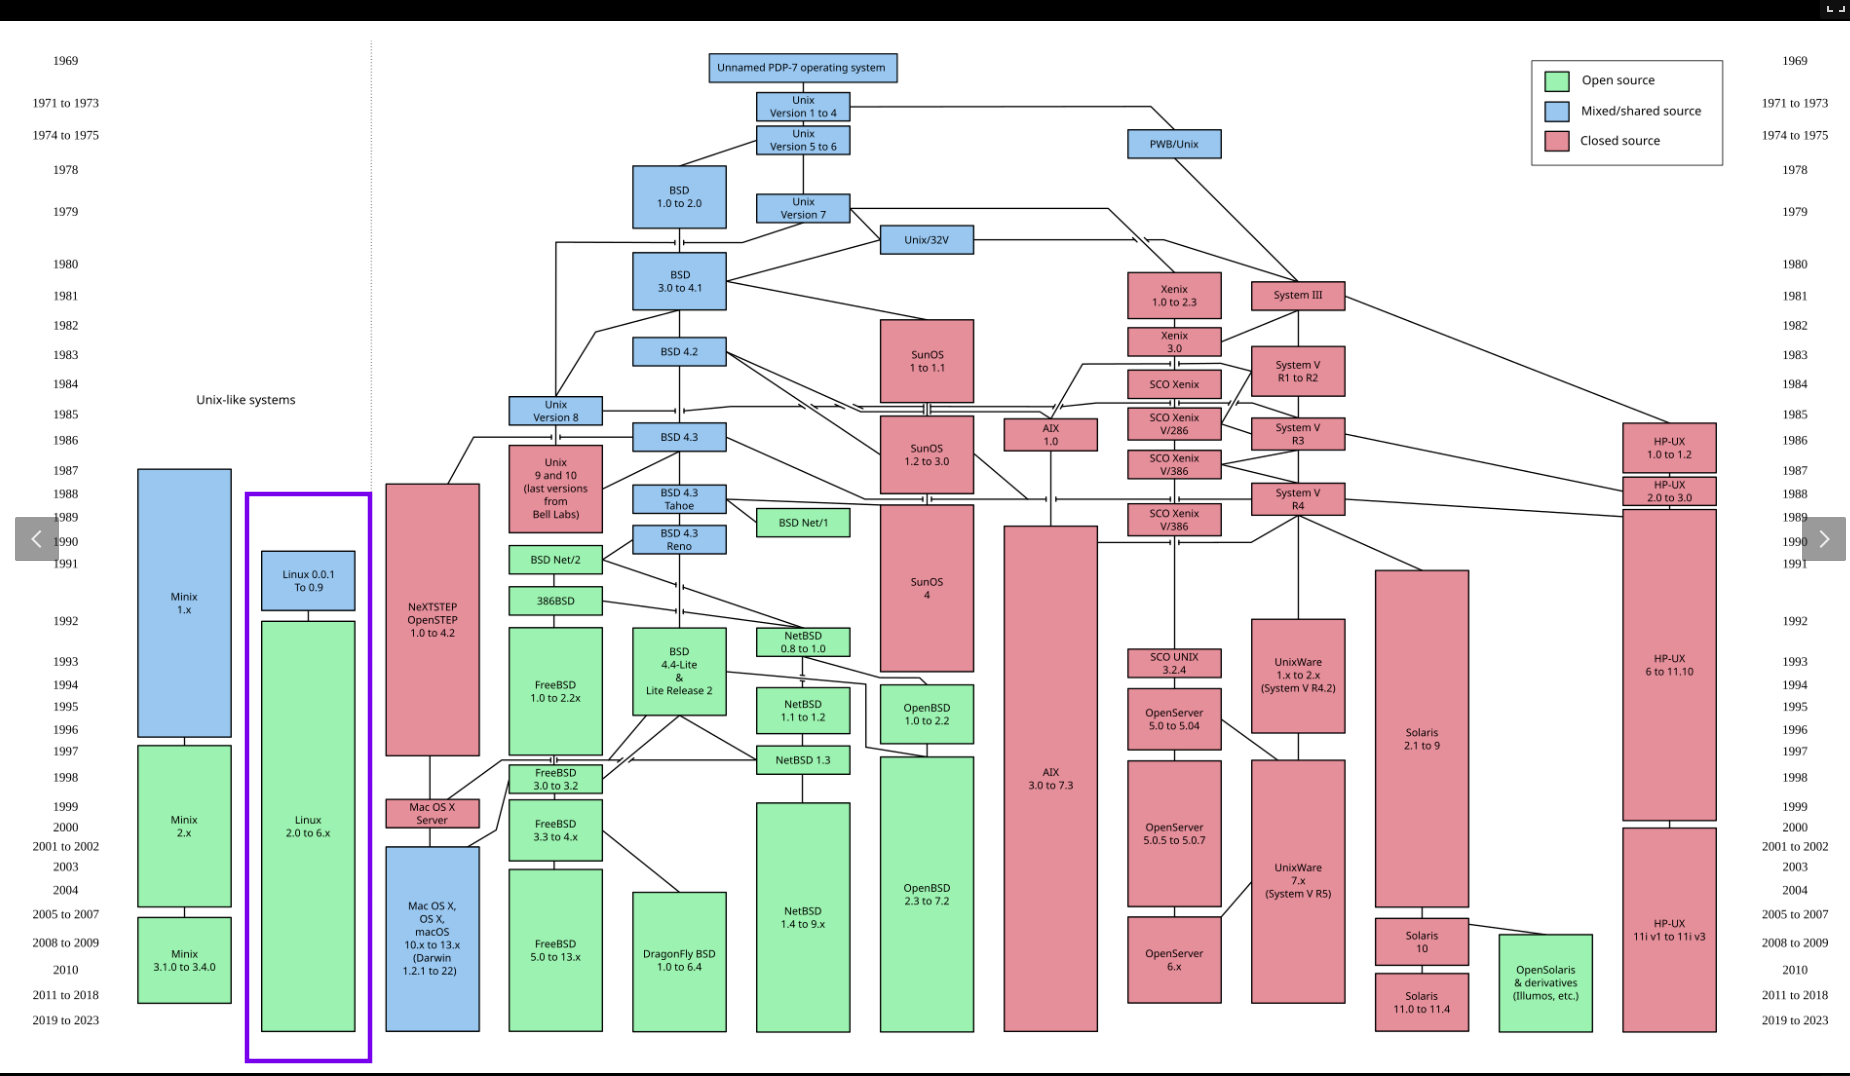 1969
1971 to 1973
1974 to 1975
1978
1979
1980
1981
1982
1983
1984
1985
1986
1987
1988
1989
1990
1991
1992
1993
1994
1995
1996
1997
1998
1999
2000
2001 to 2002
2003
2004
2005 to 2007
2008 to 2009
2010
2011 to 2018
2019 to 2023
Unix-like systems
Minix
1.x
Minix
2.x
Minix
3.1.0 to 3.4.0
Linux 0.0.1
To 0.9
Linux
2.0 to 6.x
NeXTSTEP
OpenSTEP
1.0 to 4.2
Mac OS X
Server
Mac OS X,
OS X,
macOS
10.x to 13.x
(Darwin
1.2.1 to 22)
Unix
Version 8
Unix
9 and 10
(last versions
from
Bell Labs)
BSD Net/2
386BSD
FreeBSD
1.0 to 2.2x
FreeBSD
3.0 to 3.2
FreeBSD
3.3 to 4.x
FreeBSD
5.0 to 13.x
BSD
1.0 to 2.0
BSD
3.0 to 4.1
BSD 4.2
BSD 4.3
BSD 4.3
Tahoe
BSD 4.3
Reno
BSD
4.4-Lite
&
Lite Release 2
DragonFly BSD
1.0 to 6.4
Unnamed PDP-7 operating system
Unix
Version 1 to 4
Unix
Version 5 to 6
Unix
Version 7
BSD Net/1
NetBSD
0.8 to 1.0
NetBSD
1.1 to 1.2
NetBSD 1.3
NetBSD
1.4 to 9.x
Unix/32V
SunOS
1 to 1.1
SunOS
1.2 to 3.0
SunOS
4
OpenBSD
1.0 to 2.2
OpenBSD
2.3 to 7.2
AIX
1.0
AIX
3.0 to 7.3
PWB/Unix
Xenix
1.0 to 2.3
Xenix
3.0
SCO Xenix
SCO Xenix
V/286
SCO Xenix
V/386
SCO Xenix
V/386
SCO UNIX
3.2.4
OpenServer
5.0 to 5.04
OpenServer
5.0.5 to 5.0.7
OpenServer
6.x
System III
System V
R1 to R2
System V
R3
System V
R4
UnixWare
1.x to 2.x
(System V R4.2)
UnixWare
7.x
(System V R5)
Solaris
2.1 to 9
Solaris
10
Solaris
11.0 to 11.4
OpenSolaris
& derivatives
(Illumos, etc.)
HP-UX
1.0 to 1.2
HP-UX
2.0 to 3.0
HP-UX
6 to 11.10
HP-UX
11i v1 to 11i v3
Open source
Mixed/shared source
Closed source
1969
1971 to 1973
1974 to 1975
1978
1979
1980
1981
1982
1983
1984
1985
1986
1987
1988
1989
1990
1991
1992
1993
1994
1995
1996
1997
1998
1999
2000
2001 to 2002
2003
2004
2005 to 2007
2008 to 2009
2010
2011 to 2018
2019 to 2023